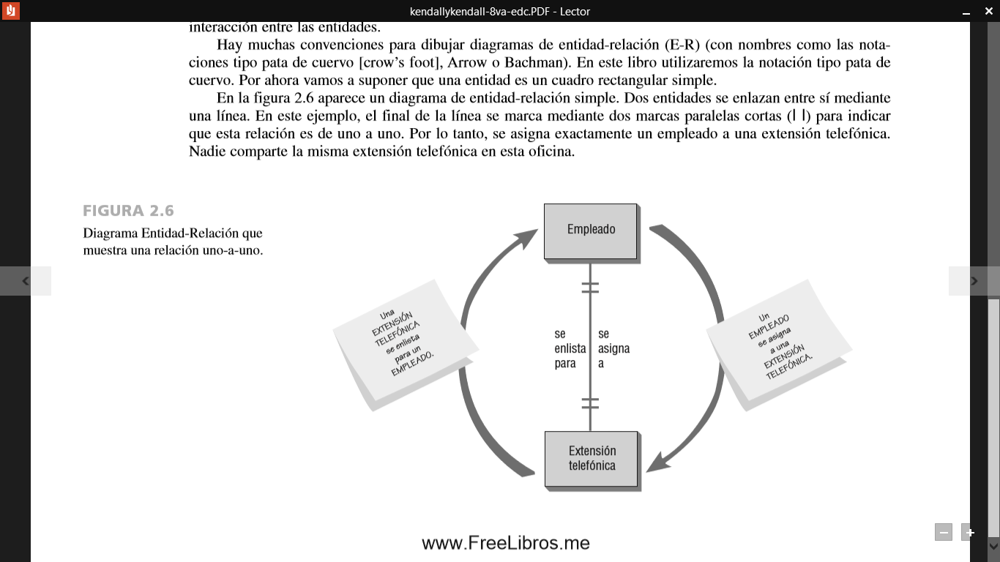 kendallykendall-8va-edc.PDF - Lector
interacción entre las entidades.
Hay muchas convenciones para dibujar diagramas de entidad-relación (E-R) (con nombres como las nota-
ciones tipo pata de cuervo [crow's foot], Arrow o Bachman). En este libro utilizaremos la notación tipo pata de
cuervo. Por ahora vamos a suponer que una entidad es un cuadro rectangular simple.
En la figura 2.6 aparece un diagrama de entidad-relación simple. Dos entidades se enlazan entre sí mediante
una línea. En este ejemplo, el final de la línea se marca mediante dos marcas paralelas cortas (| |) para indicar
que esta relación es de uno a uno. Por lo tanto, se asigna exactamente un empleado a una extensión telefónica.
Nadie comparte la misma extensión telefónica en esta oficina.
FIGURA 2.6
Diagrama Entidad-Relación que
muestra una relación uno-a-uno.
Empleado
Una
EXTENSIÓN
TELEFÓNICA
se enlista
para un
EMPLEADO.
se
enlista
para
se
asigna
a
Un
EMPLEADO
se asigna
a una
EXTENSIÓN
TELEFÓNICA.
Extensión
telefónica
www.FreeLibros.me